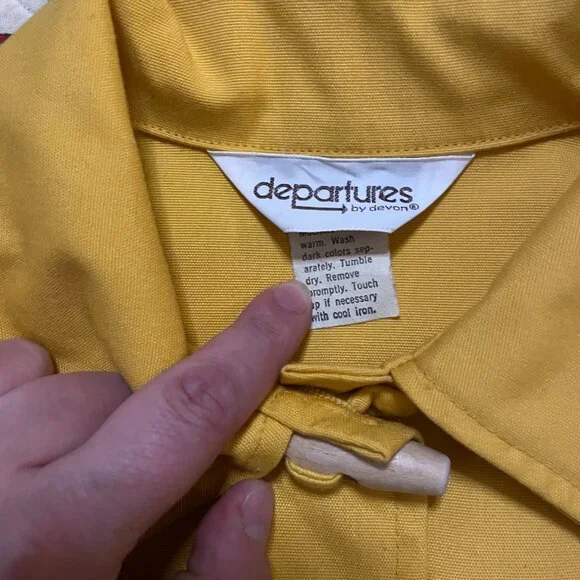 departures
by devon®
warm. Wash
dark colors sep-
arately. Tumble
dry. Remove
promptly. Touch
up if necessary
with cool iron.